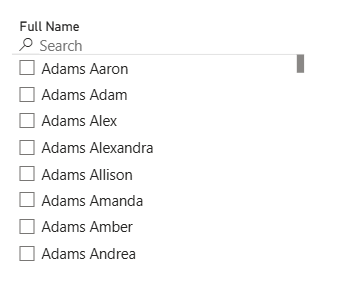 Full Name
Search
Adams Aaron
Adams Adam
Adams Alex
Adams Alexandra
Adams Allison
Adams Amanda
Adams Amber
Adams Andrea